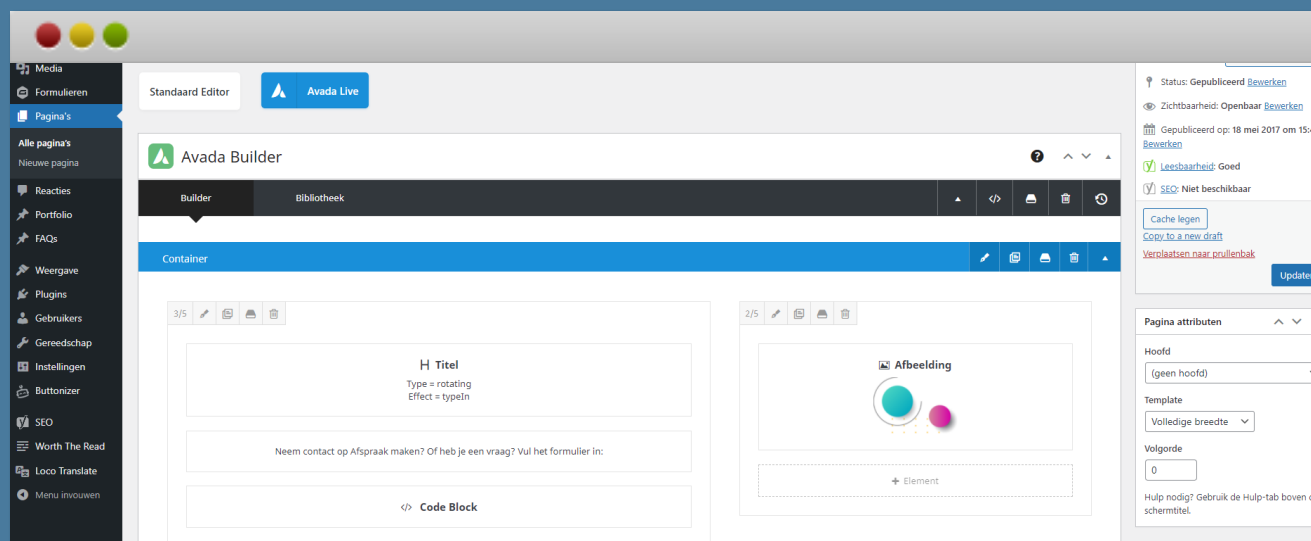 Media
Formulieren
Pagina's
Alle pagina's
Nieuwe pagina
Reacties
Portfolio
FAQs
Weergave
Plugins
Gebruikers
Gereedschap
Instellingen
Buttonizer
SEO
Worth The Read
Loco Translate
Menu invouwen
Standaard Editor
Avada Live
Avada Builder
Builder
Bibliotheek
Container
3/5
Titel
Type = rotating
Effect = typeIn
Neem contact op Afspraak maken? Of heb je een vraag? Vul het formulier in:
Code Block
2/5
Afbeelding
+ Element
Status: Gepubliceerd Bewerken
Zichtbaarheid: Openbaar Bewerken
Gepubliceerd op: 18 mei 2017 om 15:
Bewerken
Leesbaarheid: Goed
SEO: Niet beschikbaar
Cache legen
Copy to a new draft
Verplaatsen naar prullenbak
Update
Pagina attributen
Hoofd
(geen hoofd)
Template
Volledige breedte
Volgorde
0
Hulp nodig? Gebruik de Hulp-tab boven
schermtitel.